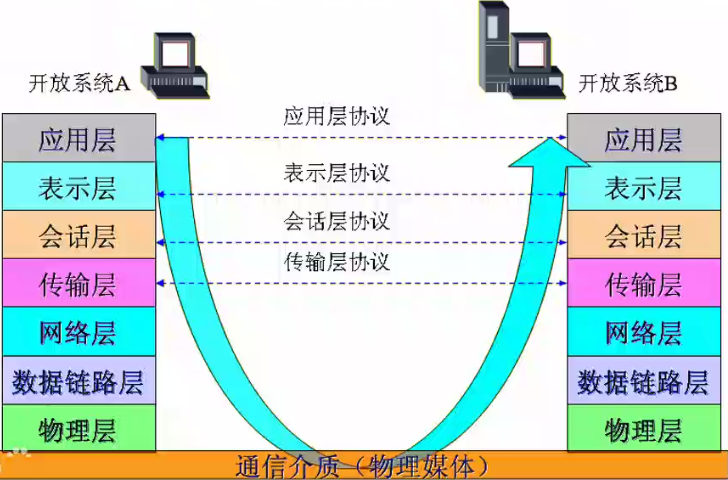 开放系统A
开放系统B
应用层
应用层协议
应用层
表示层
表示层协议
表示层
会话层
会话层协议
会话层
传输层
传输层协议
传输层
网络层
网络层
数据链路层
数据链路层
物理层
物理层
通信介质（物理媒体）